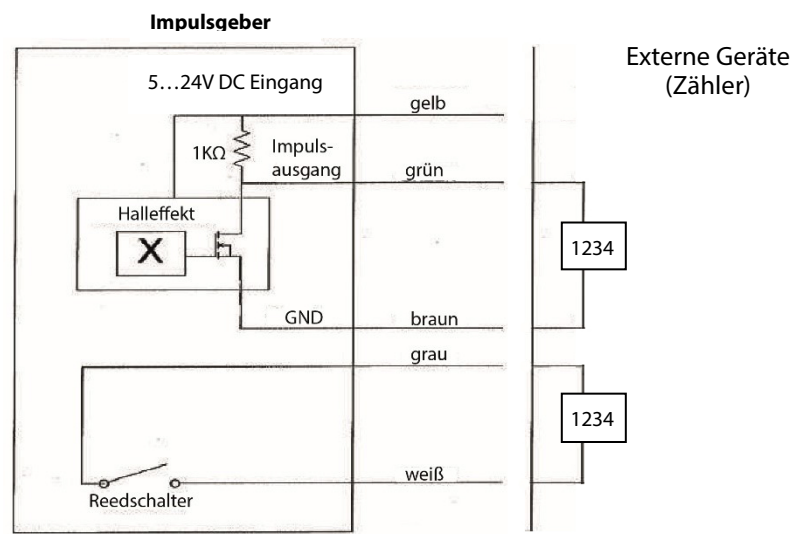 Impulsgeber
Externe Geräte
(Zähler)
5…24V DC Eingang
gelb
1KΩ
Impuls-
ausgang
grün
Halleffekt
X
1234
GND
braun
grau
1234
weiß
Reedschalter